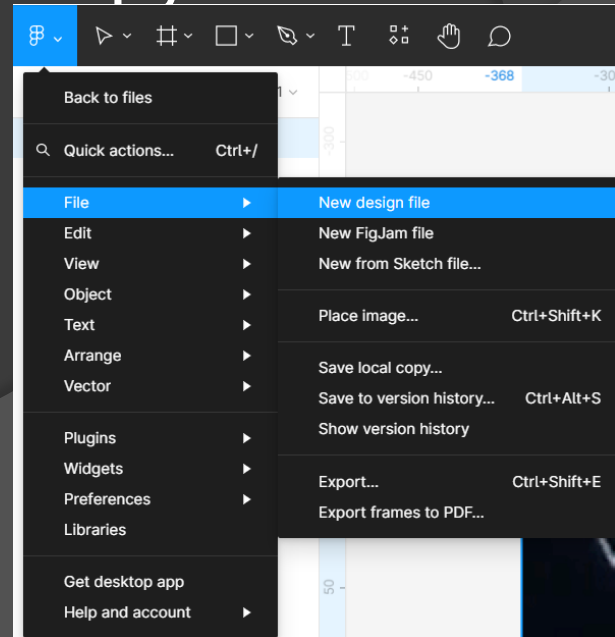 500 -450 -368 -30
Back to files
-300
Quick actions... Ctrl+/
File
Edit
View
Object
Text
Arrange
Vector
Plugins
Widgets
Preferences
Libraries
Get desktop app
Help and account
New design file
New FigJam file
New from Sketch file...
Place image... Ctrl+Shift+K
Save local copy...
Save to version history... Ctrl+Alt+S
Show version history
Export... Ctrl+Shift+E
Export frames to PDF...
50